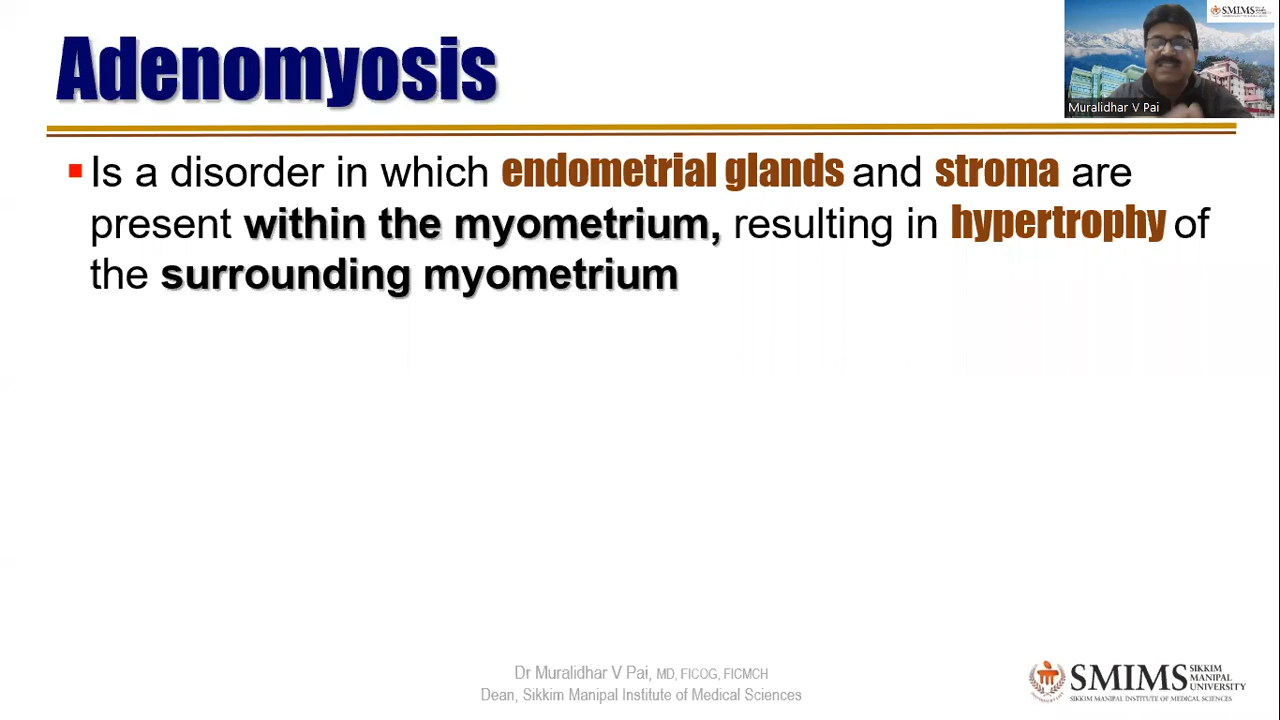 Adenomyosis
SMIMS
Muralidhar V Pai
Is a disorder in which endometrial glands and stroma are
present within the myometrium, resulting in hypertrophy of
the surrounding myometrium
Dr Muralidhar V Pai, MD, FICOG, FICMCH
Dean, Sikkim Manipal Institute of Medical Sciences
SMIMS
SIKKIM
MANIPAL
UNIVERSITY
SIKKIM MANIPAL INSTITUTE OF MEDICAL SCIENCES